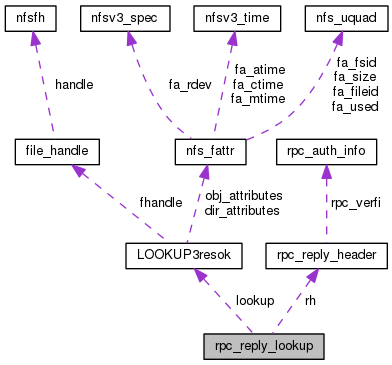 nfsfh
nfsv3_spec
nfsv3_time
nfs_uquad
handle
fa_rdev
fa_atime
fa_ctime
fa_mtime
fa_fsid
fa_size
fa_fileid
fa_used
file_handle
nfs_fattr
rpc_auth_info
fhandle
obj_attributes
dir_attributes
rpc_verfi
LOOKUP3resok
rpc_reply_header
lookup
rh
rpc_reply_lookup